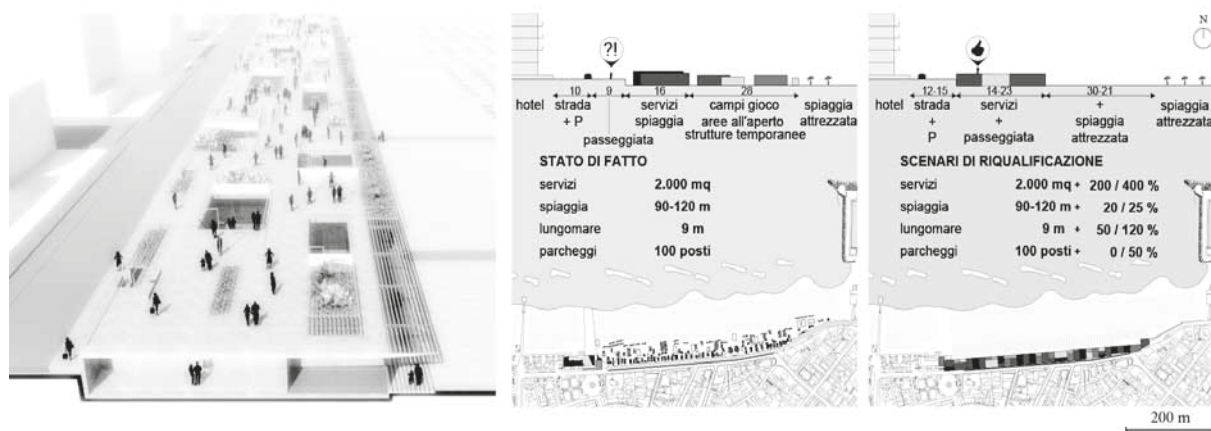 ?!
10 9 16 28
hotel strada servizi campi gioco spiaggia
+ P spiaggia aree all'aperto attrezzata
passeggiata strutture temporanee
STATO DI FATTO
servizi 2.000 mq
spiaggia 90-120 m
lungomare 9 m
parcheggi 100 posti
N
12-15 14-23 30-21
hotel strada servizi + spiaggia
+ + spiaggia attrezzata
P passeggiata attrezzata
SCENARI DI RIQUALIFICAZIONE
servizi 2.000 mq + 200 / 400 %
spiaggia 90-120 m + 20 / 25 %
lungomare 9 m + 50 / 120 %
parcheggi 100 posti + 0 / 50 %
200 m